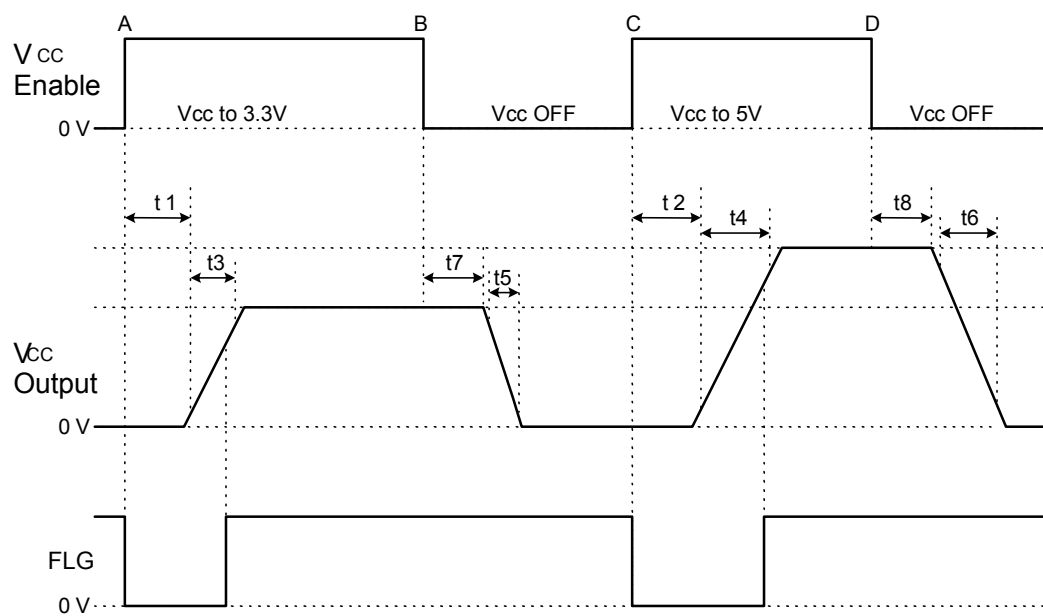 A B C D
V CC
Enable
Vcc to 3.3V Vcc OFF Vcc to 5V Vcc OFF
0 V
t 1 t 2 t4 t8 t6
t3 t7 t5
VCC
Output
0 V
FLG
0 V